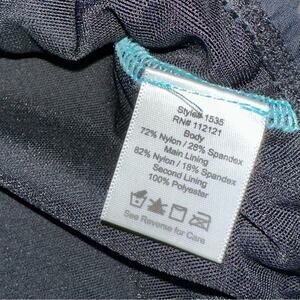 Style# 1535
RN# 112121
Body
72% Nylon / 28% Spandex
Main Lining
82% Nylon / 18% Spandex
Second Lining
100% Polyester
See Reverse for Care